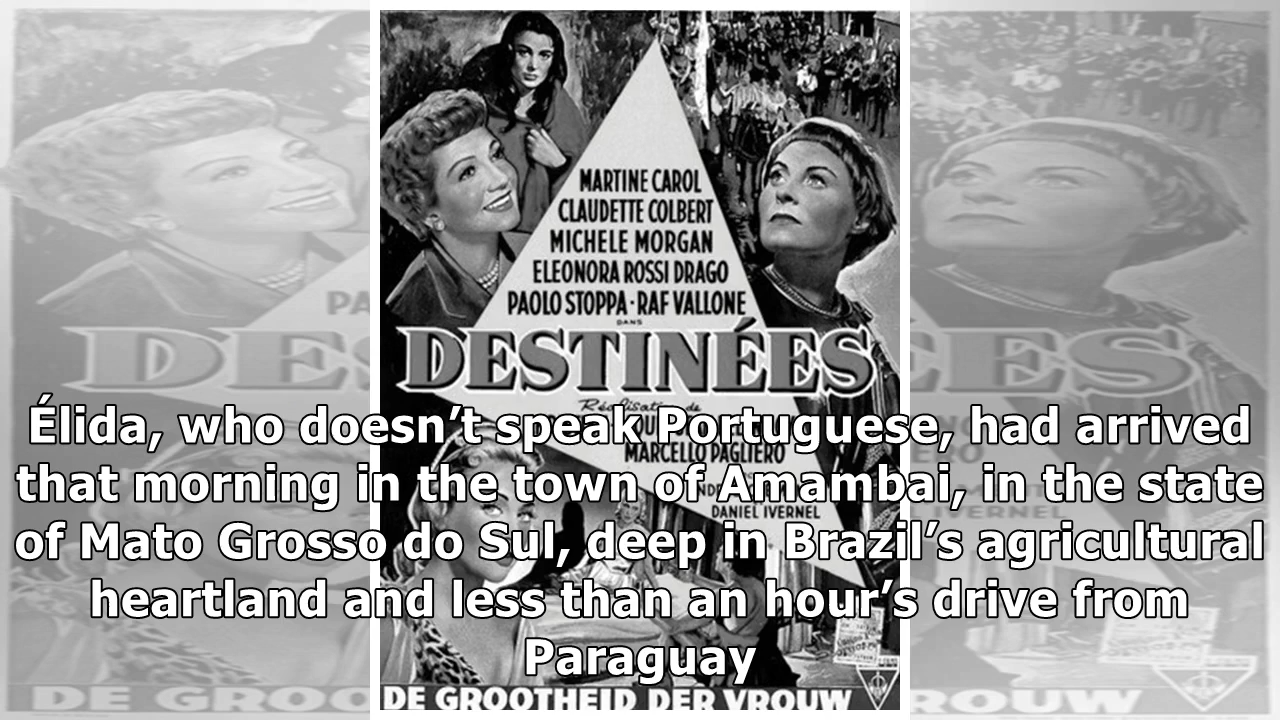 MARTINE CAROL
CLAUDETTE COLBERT
MICHELE MORGAN
ELEONORA ROSSI DRAGO
PAOLO STOPPA · RAF VALLONE
DANS
DESTINÉES
Réalisation de
MARCELLO PAGLIERO
DANIEL IVERNEL
Élida, who doesn’t speak Portuguese, had arrived
that morning in the town of Amambai, in the state
of Mato Grosso do Sul, deep in Brazil’s agricultural
heartland and less than an hour’s drive from
Paraguay
DE GROOTHEID DER VROUW